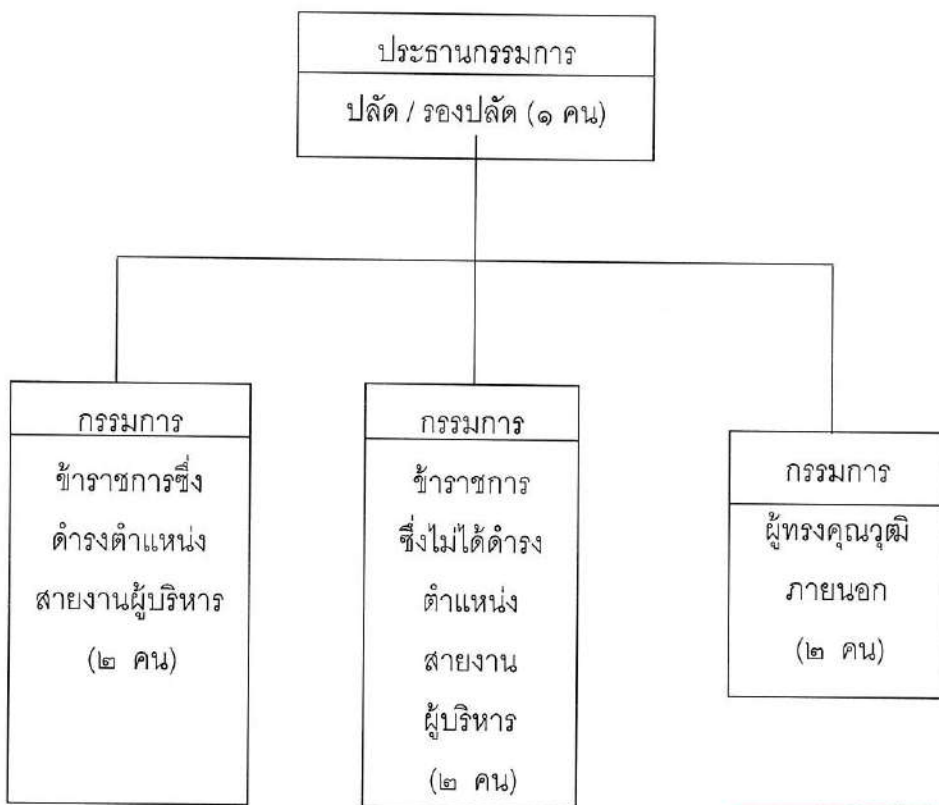 ประธานกรรมการ
ปลัด / รองปลัด (๑ คน)
กรรมการ
ข้าราชการซึ่ง
ดำรงตำแหน่ง
สายงานผู้บริหาร
(๒ คน)
กรรมการ
ข้าราชการ
ซึ่งไม่ได้ดำรง
ตำแหน่ง
สายงาน
ผู้บริหาร
(๒ คน)
กรรมการ
ผู้ทรงคุณวุฒิ
ภายนอก
(๒ คน)